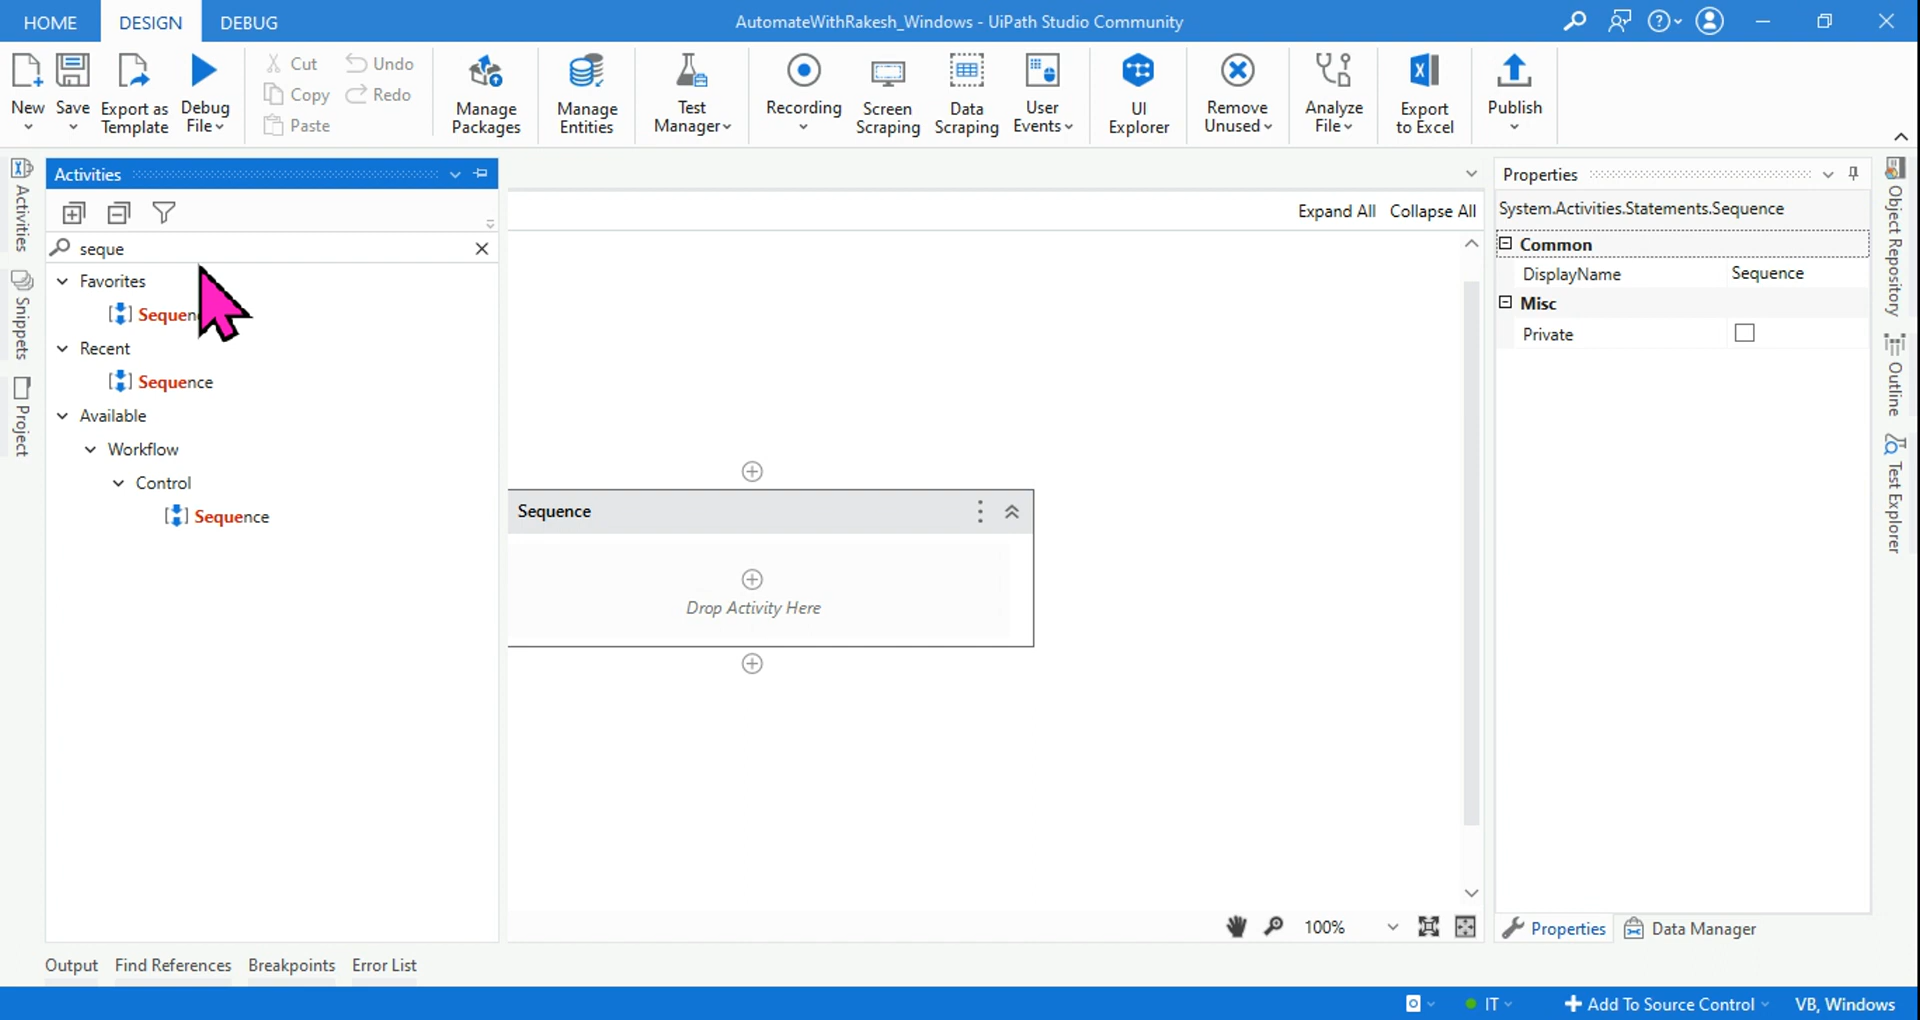 HOME DESIGN DEBUG AutomateWithRakesh_Windows - UiPath Studio Community
New Save Export as Template Debug File
Cut Undo
Copy Redo
Paste
Manage Packages
Manage Entities
Test Manager
Recording
Screen Scraping
Data Scraping
User Events
UI Explorer
Remove Unused
Analyze File
Export to Excel
Publish
Activities
Snippets
Project
Activities
seque
Favorites
Recent
Sequence
Available
Workflow
Control
Sequence
Expand All Collapse All
Sequence
Drop Activity Here
100%
Properties
System.Activities.Statements.Sequence
Common
DisplayName Sequence
Misc
Private
Properties Data Manager
Object Repository
Outline
Test Explorer
Output Find References Breakpoints Error List
IT Add To Source Control VB, Windows